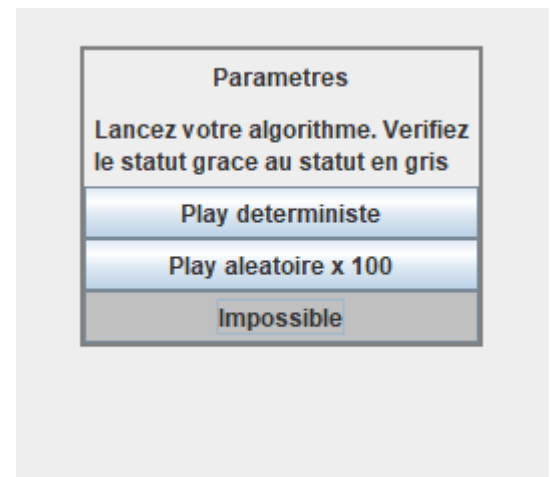 Parametres
Lancez votre algorithme. Verifiez
le statut grace au statut en gris
Play deterministe
Play aleatoire x 100
Impossible